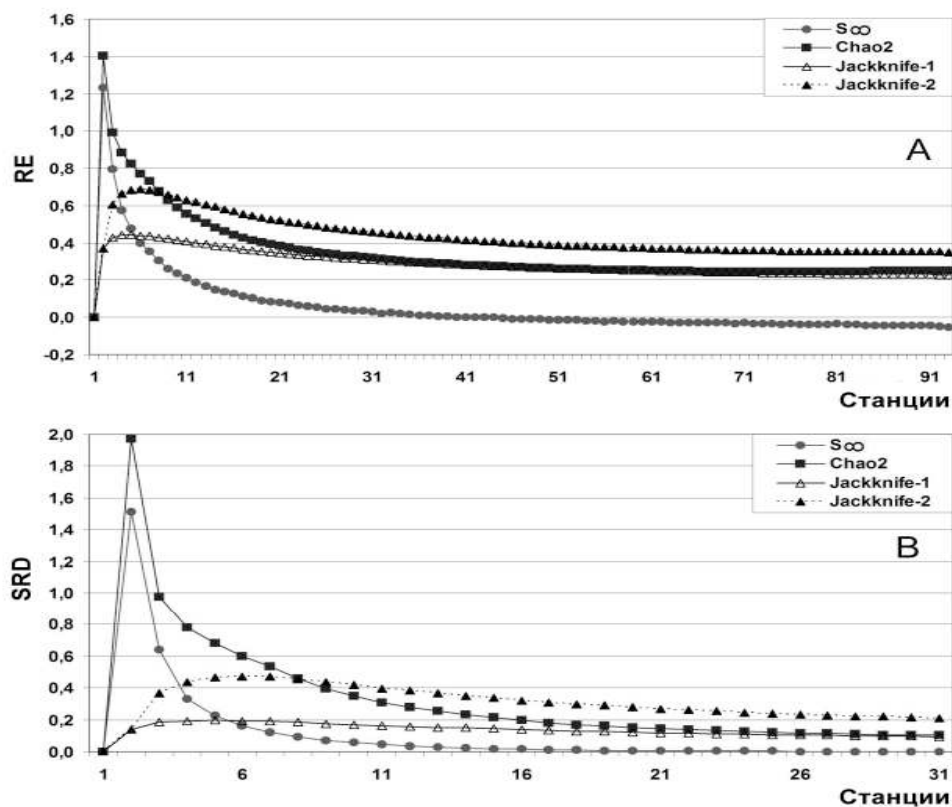 1,6
1,4
1,2
1,0
0,8
0,6
0,4
0,2
0,0
-0,2
RE
S∞
Chao2
Jackknife-1
Jackknife-2
A
1 11 21 31 41 51 61 71 81 91
Станции
2,0
1,8
1,6
1,4
1,2
1,0
0,8
0,6
0,4
0,2
0,0
SRD
S∞
Chao2
Jackknife-1
Jackknife-2
B
1 6 11 16 21 26 31
Станции